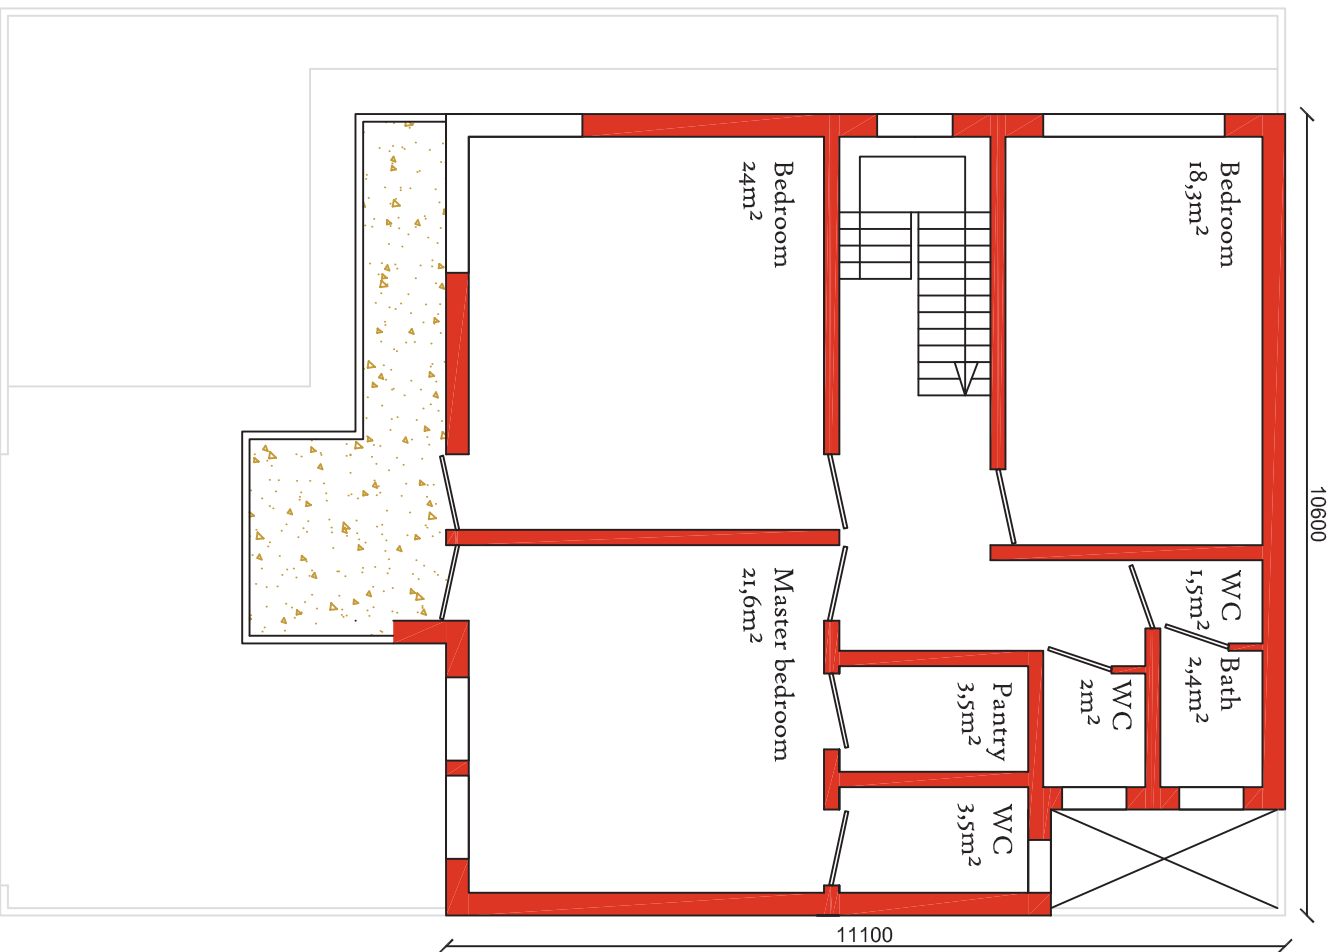 Bedroom
24m²
Bedroom
18,3m²
10600
Master bedroom
21,6m²
WC
1,5m²
Bath
2,4m²
WC
2m²
Pantry
3,5m²
WC
3,5m²
11100